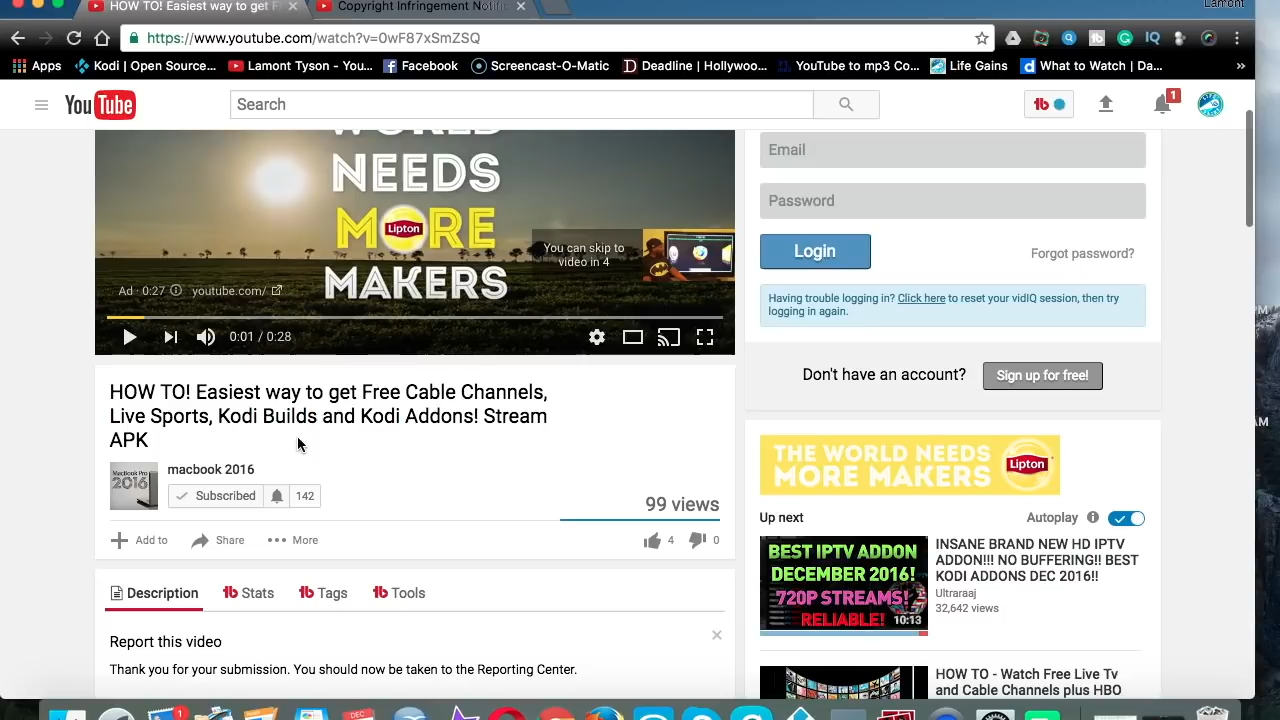 HOW TO! Easiest way to get F
Copyright Infringement Notifi
Lamont
https://www.youtube.com/watch?v=0wF87xSmZSQ
Apps
Kodi | Open Source...
Lamont Tyson - You...
Facebook
Screencast-O-Matic
Deadline | Hollywoo...
YouTube to mp3 Co...
Life Gains
What to Watch | Da...
»
YouTube
Search
1
WORLD
NEEDS
MORE
Lipton
MAKERS
You can skip to
video in 4
Ad · 0:27
youtube.com/
0:01 / 0:28
Email
Password
Login
Forgot password?
Having trouble logging in? Click here to reset your vidIQ session, then try
logging in again.
Don't have an account?
Sign up for free!
HOW TO! Easiest way to get Free Cable Channels,
Live Sports, Kodi Builds and Kodi Addons! Stream
APK
MacBook Pro
2016
macbook 2016
Subscribed
142
99 views
Add to
Share
More
4
0
Description
Stats
Tags
Tools
Report this video
Thank you for your submission. You should now be taken to the Reporting Center.
THE WORLD NEEDS
MORE MAKERS
Lipton
Up next
Autoplay
BEST IPTV ADDON
DECEMBER 2016!
720P STREAMS!
RELIABLE!
10:13
INSANE BRAND NEW HD IPTV
ADDON!!! NO BUFFERING!! BEST
KODI ADDONS DEC 2016!!
Ultraraaj
32,642 views
HOW TO - Watch Free Live Tv
and Cable Channels plus HBO
DEC
1